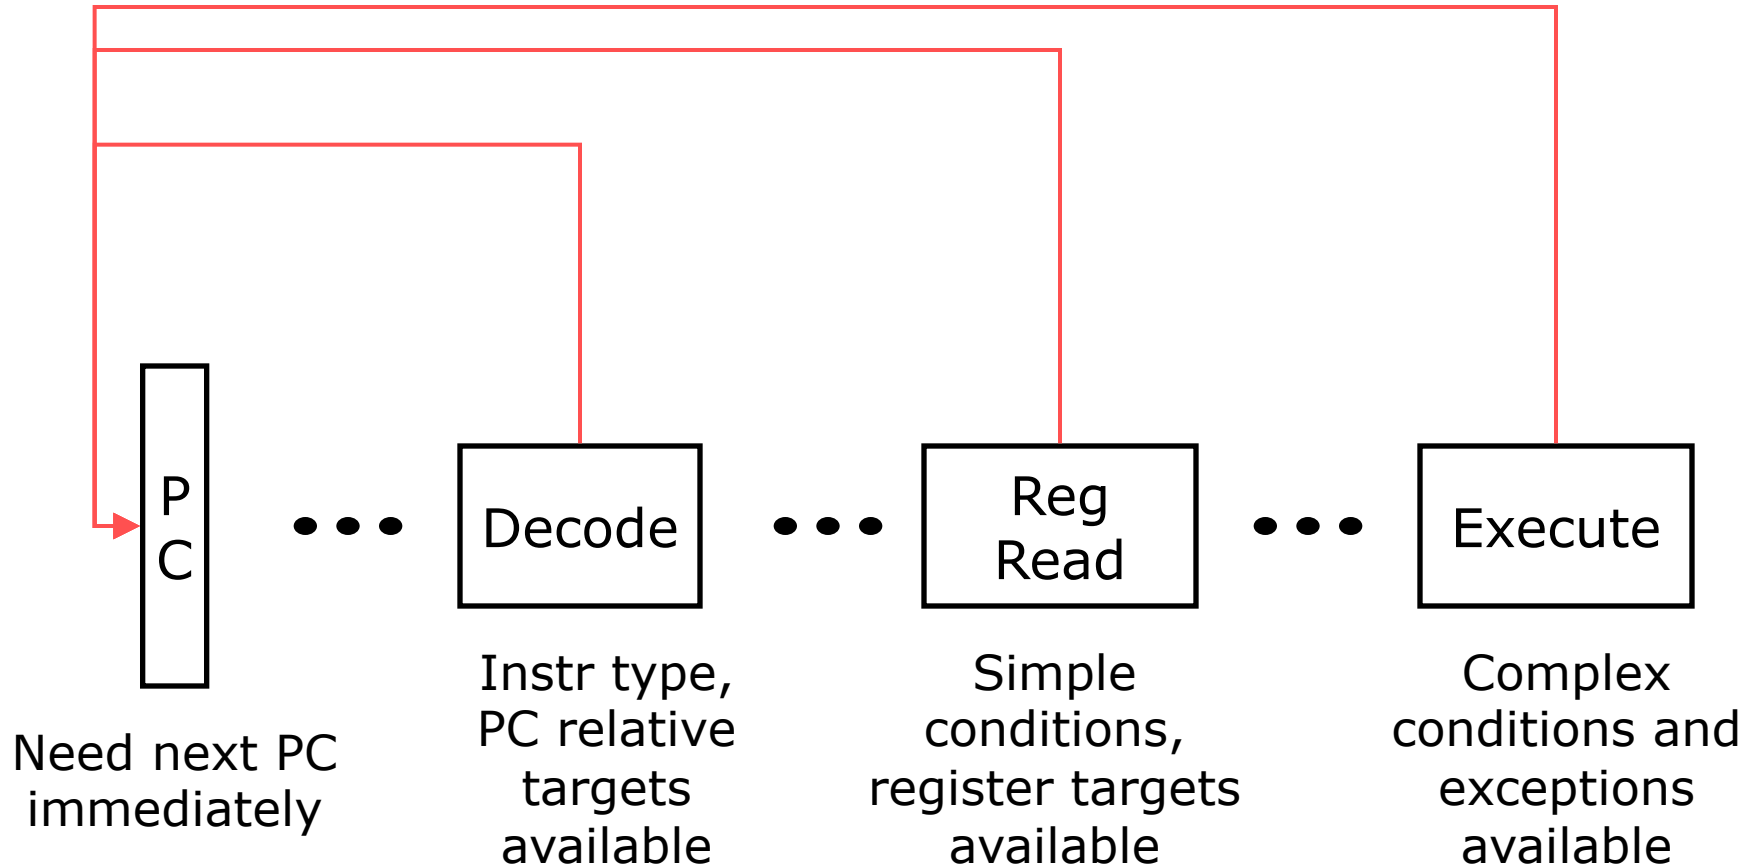 P
C
Decode
Reg
Read
Execute
Need next PC
immediately
Instr type,
PC relative
targets
available
Simple
conditions,
register targets
available
Complex
conditions and
exceptions
available